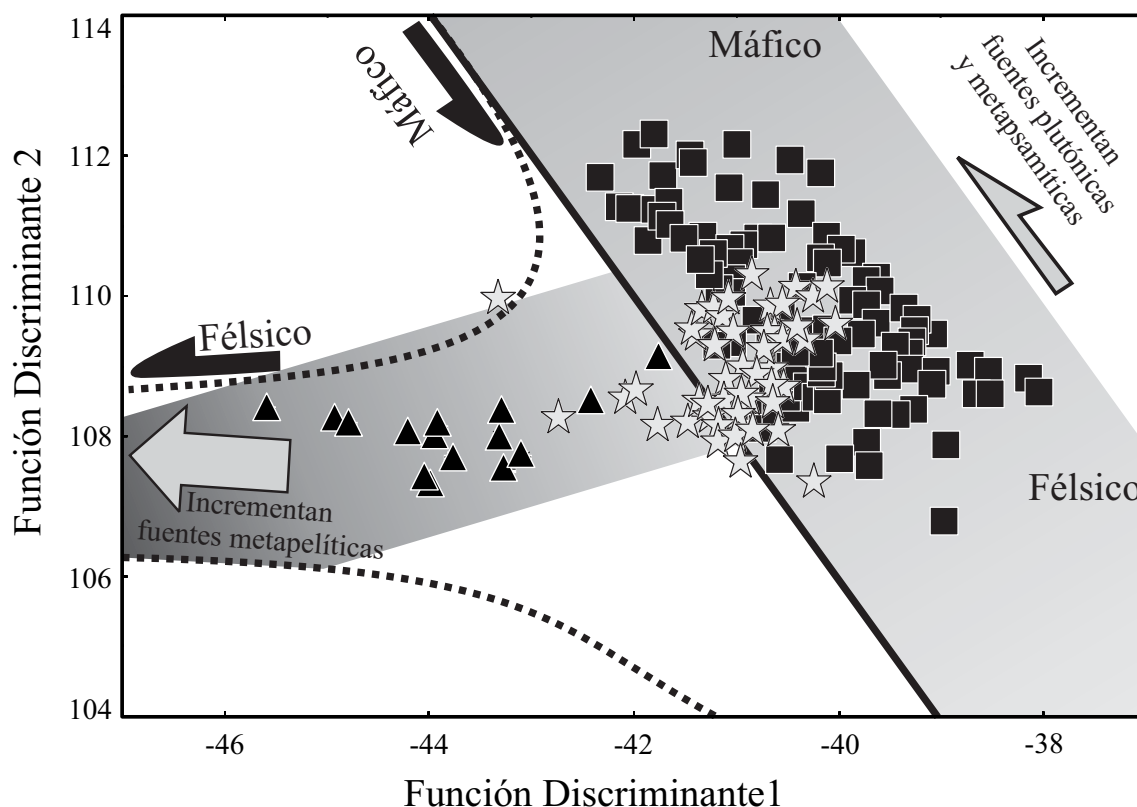 114
112
110
108
106
104
Función Discriminante 2
Máfico
Máfico
Incrementan
fuentes plutónicas
y metapsamíticas
Félsico
Félsico
Incrementan
fuentes metapelíticas
-46
-44
-42
-40
-38
Función Discriminante1